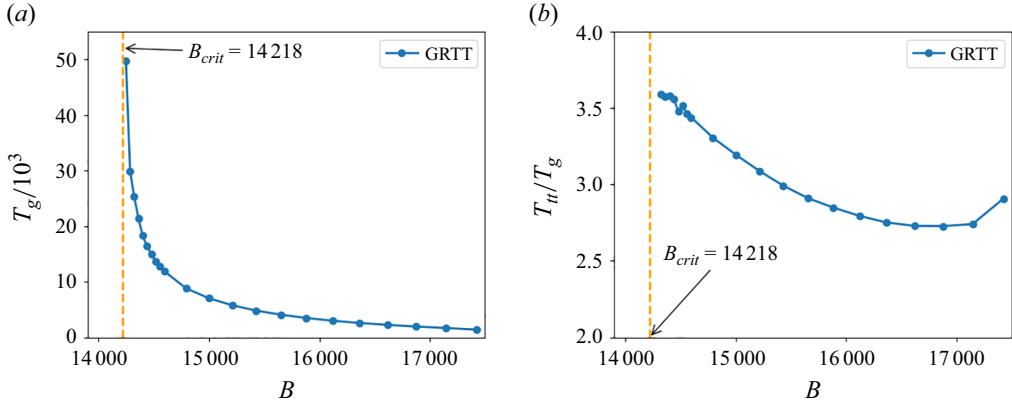 (a)
B_crit = 14 218
GRTT
T_g/10^3
50
40
30
20
10
0
14 000
15 000
16 000
17 000
B
(b)
GRTT
T_tt/T_g
4.0
3.5
3.0
2.5
2.0
B_crit = 14 218
14 000
15 000
16 000
17 000
B